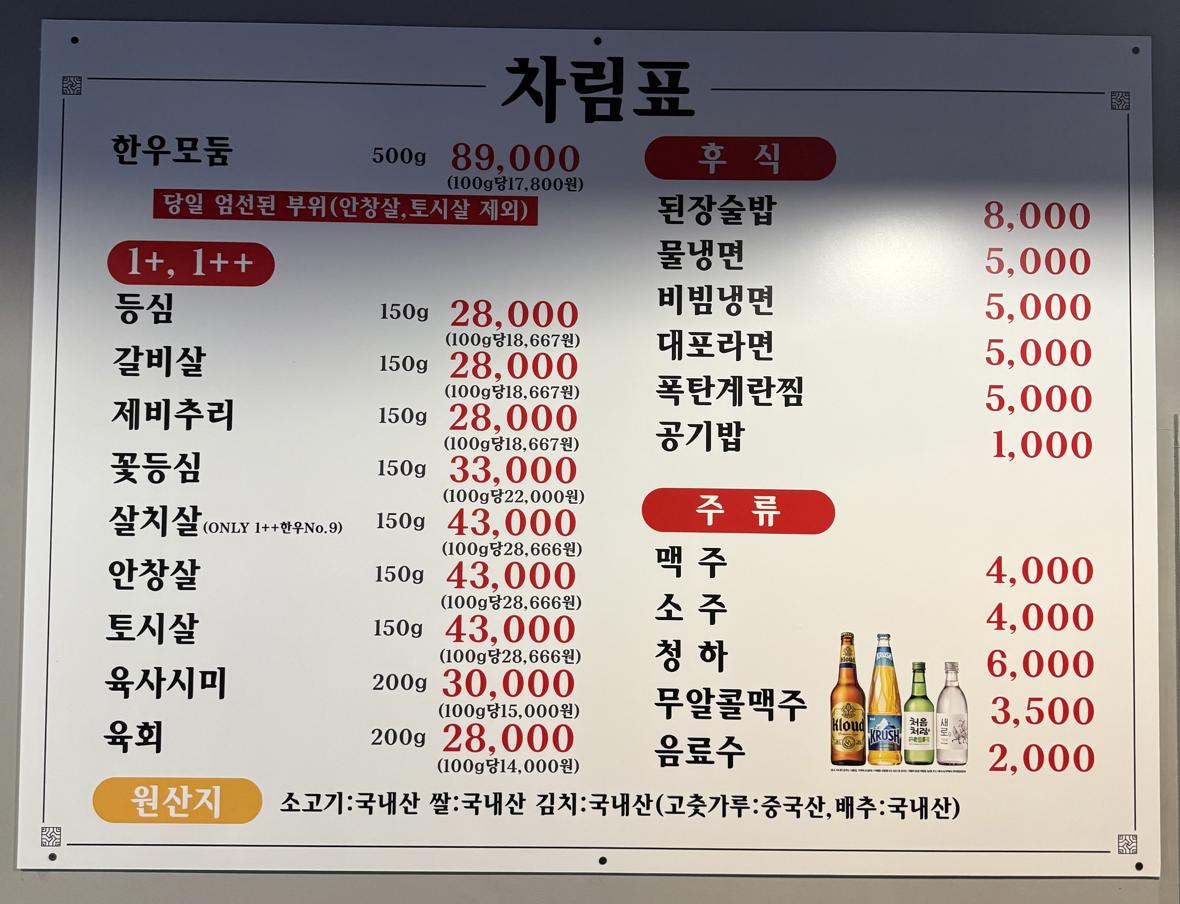 차림표
한우모둠 500g 89,000
(100g당17,800원)
당일 엄선된 부위(안창살,토시살 제외)
1+, 1++
등심 150g 28,000
(100g당18,667원)
갈비살 150g 28,000
(100g당18,667원)
제비추리 150g 28,000
(100g당18,667원)
꽃등심 150g 33,000
(100g당22,000원)
살치살(ONLY 1++한우No.9) 150g 43,000
(100g당28,666원)
안창살 150g 43,000
(100g당28,666원)
토시살 150g 43,000
(100g당28,666원)
육사시미 200g 30,000
(100g당15,000원)
육회 200g 28,000
(100g당14,000원)
후 식
된장술밥 8,000
물냉면 5,000
비빔냉면 5,000
대포라면 5,000
폭탄계란찜 5,000
공기밥 1,000
주 류
맥 주 4,000
소 주 4,000
청 하 6,000
무알콜맥주 3,500
음료수 2,000
kloud
kloud
KRUSH
KRUSH
처음
처럼
새
로
원산지 소고기:국내산 쌀:국내산 김치:국내산(고춧가루:중국산,배추:국내산)